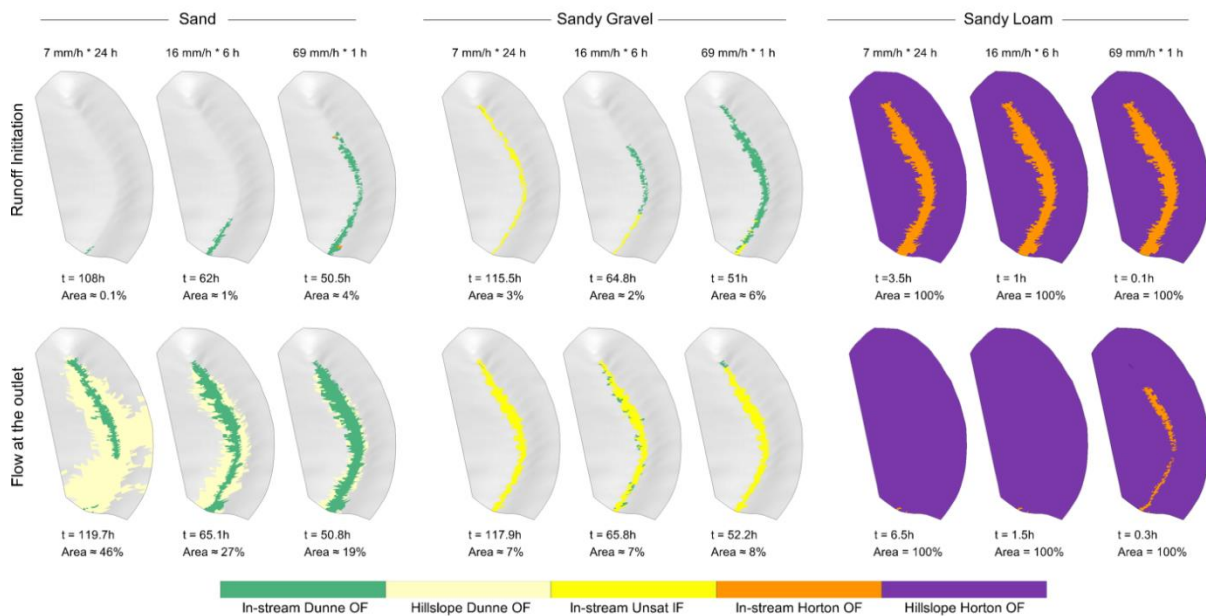 Sand Sandy Gravel Sandy Loam
7 mm/h * 24 h 16 mm/h * 6 h 69 mm/h * 1 h 7 mm/h * 24 h 16 mm/h * 6 h 69 mm/h * 1 h 7 mm/h * 24 h 16 mm/h * 6 h 69 mm/h * 1 h
Runoff Inititation
t = 108h t = 62h t = 50.5h t = 115.5h t = 64.8h t = 51h t =3.5h t = 1h t = 0.1h
Area ≈ 0.1% Area ≈ 1% Area ≈ 4% Area ≈ 3% Area ≈ 2% Area ≈ 6% Area = 100% Area = 100% Area = 100%
Flow at the outlet
t = 119.7h t = 65.1h t = 50.8h t = 117.9h t = 65.8h t = 52.2h t = 6.5h t = 1.5h t = 0.3h
Area ≈ 46% Area ≈ 27% Area ≈ 19% Area ≈ 7% Area ≈ 7% Area ≈ 8% Area = 100% Area = 100% Area = 100%
In-stream Dunne OF Hillslope Dunne OF In-stream Unsat IF In-stream Horton OF Hillslope Horton OF